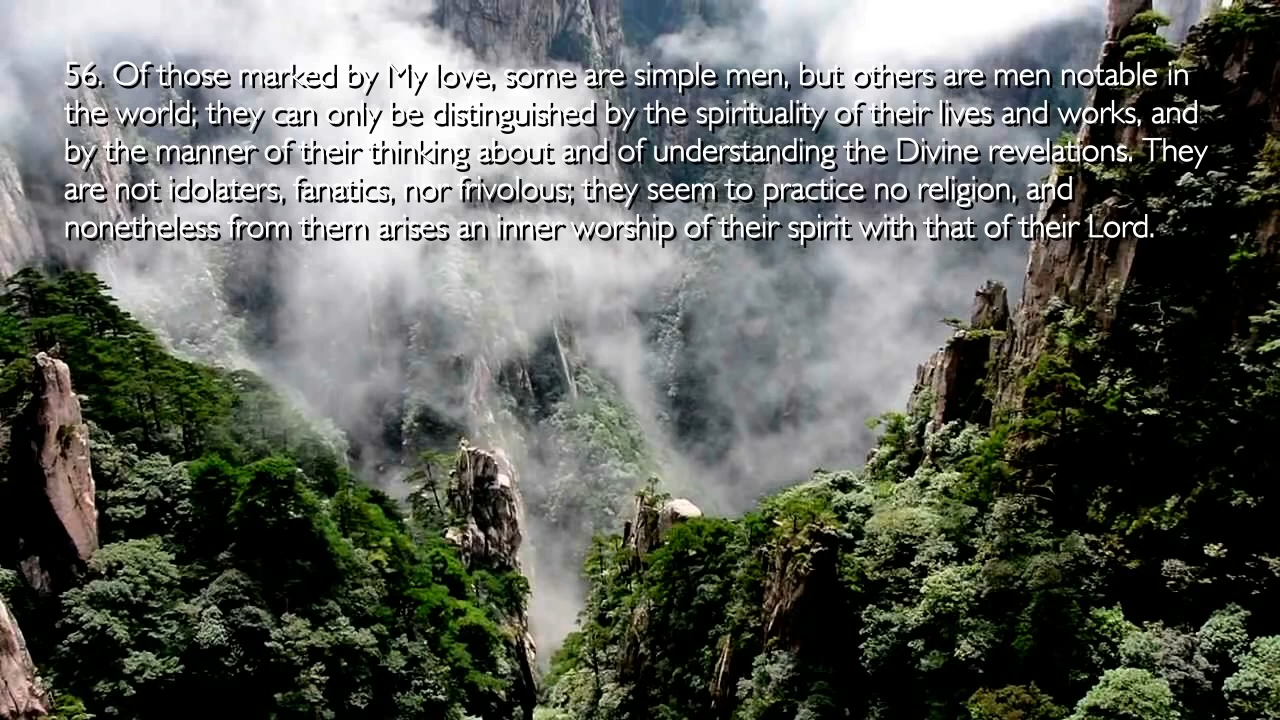 56. Of those marked by My love, some are simple men, but others are men notable in
the world; they can only be distinguished by the spirituality of their lives and works, and
by the manner of their thinking about and of understanding the Divine revelations. They
are not idolaters, fanatics, nor frivolous; they seem to practice no religion, and
nonetheless from them arises an inner worship of their spirit with that of their Lord.